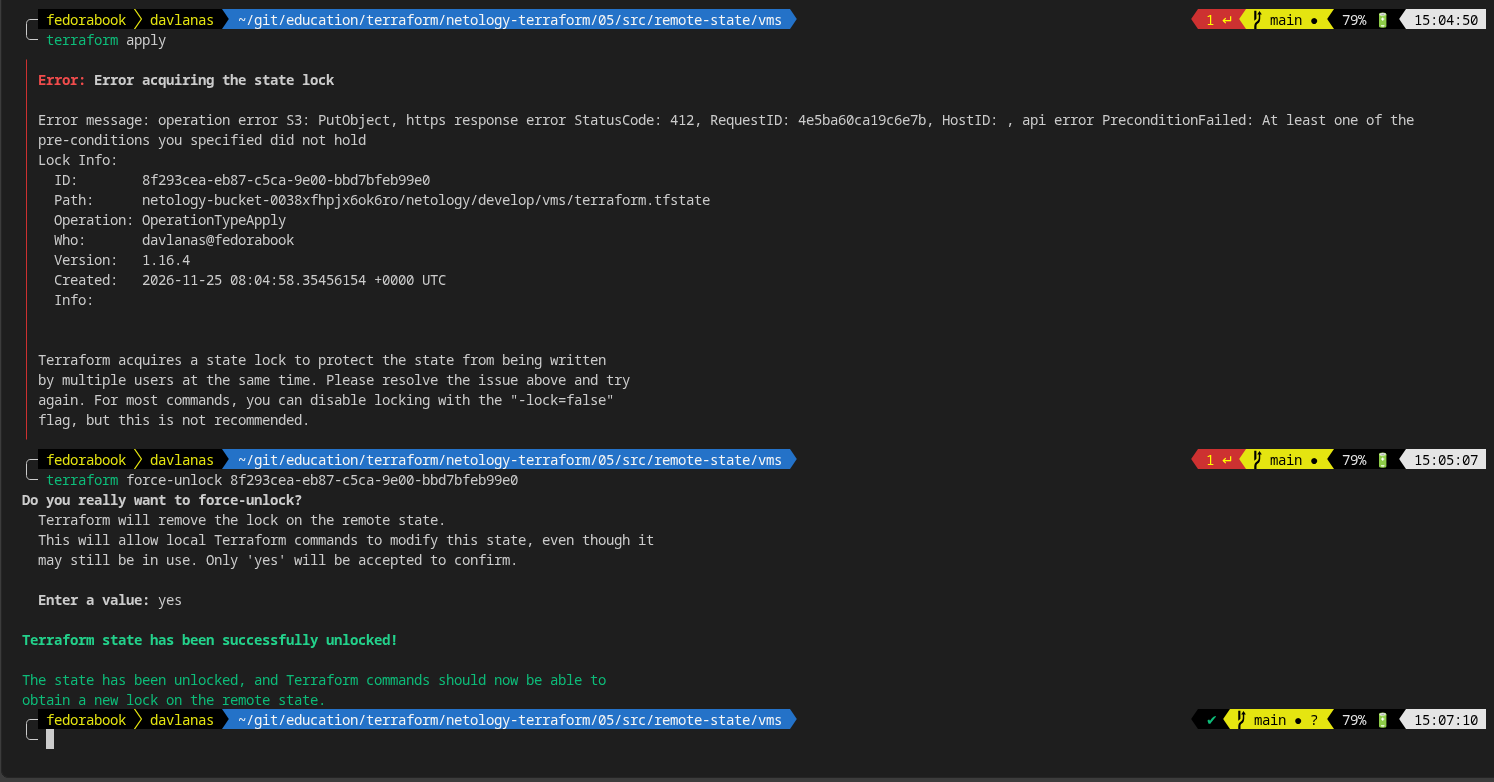 fedorabook davlanas ~/git/education/terraform/netology-terraform/05/src/remote-state/vms 1 ↵ main ● 79% 🔋 15:04:50
terraform apply
Error: Error acquiring the state lock
Error message: operation error S3: PutObject, https response error StatusCode: 412, RequestID: 4e5ba60ca19c6e7b, HostID: , api error PreconditionFailed: At least one of the
pre-conditions you specified did not hold
Lock Info:
ID: 8f293cea-eb87-c5ca-9e00-bbd7bfeb99e0
Path: netology-bucket-0038xfhpjx6ok6ro/netology/develop/vms/terraform.tfstate
Operation: OperationTypeApply
Who: davlanas@fedorabook
Version: 1.16.4
Created: 2026-11-25 08:04:58.35456154 +0000 UTC
Info:
Terraform acquires a state lock to protect the state from being written
by multiple users at the same time. Please resolve the issue above and try
again. For most commands, you can disable locking with the "-lock=false"
flag, but this is not recommended.
fedorabook davlanas ~/git/education/terraform/netology-terraform/05/src/remote-state/vms 1 ↵ main ● 79% 🔋 15:05:07
terraform force-unlock 8f293cea-eb87-c5ca-9e00-bbd7bfeb99e0
Do you really want to force-unlock?
Terraform will remove the lock on the remote state.
This will allow local Terraform commands to modify this state, even though it
may still be in use. Only 'yes' will be accepted to confirm.
Enter a value: yes
Terraform state has been successfully unlocked!
The state has been unlocked, and Terraform commands should now be able to
obtain a new lock on the remote state.
fedorabook davlanas ~/git/education/terraform/netology-terraform/05/src/remote-state/vms ✔ main ● ? 79% 🔋 15:07:10